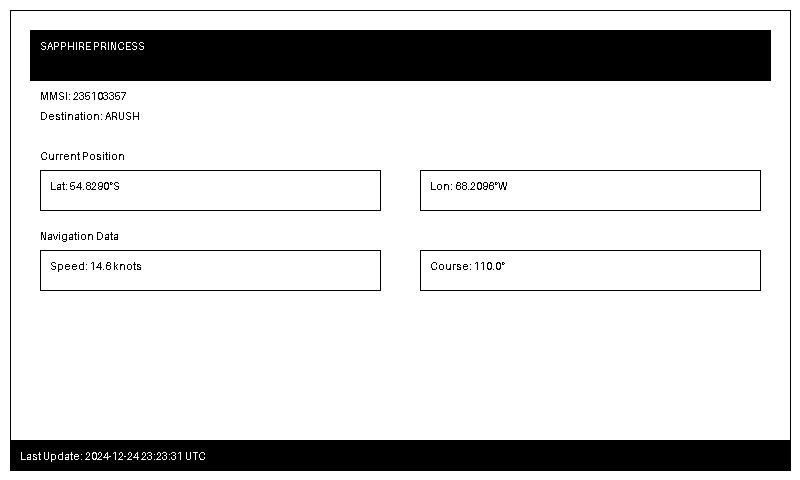 SAPPHIRE PRINCESS
MMSI: 235103357
Destination: ARUSH
Current Position
Lat: 54.8290°S
Lon: 68.2096°W
Navigation Data
Speed: 14.6 knots
Course: 110.0°
Last Update: 2024-12-24 23:23:31 UTC